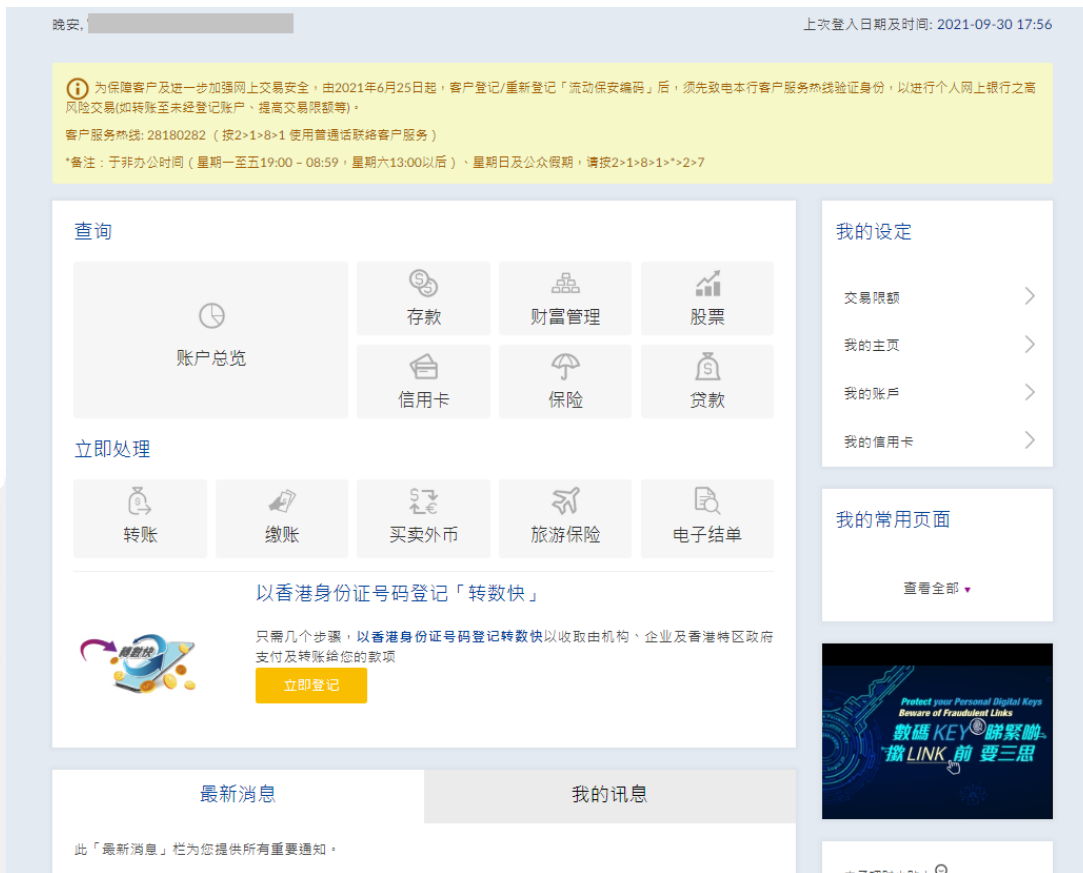 晚安,
上次登入日期及时间: 2021-09-30 17:56
为保障客户及进一步加强网上交易安全，由2021年6月25日起，客户登记/重新登记「流动保安编码」后，须先致电本行客户服务热线验证身份，以进行个人网上银行之高
风险交易(如转账至未经登记账户、提高交易限额等)。
客户服务热线: 28180282 （按2>1>8>1 使用普通话联络客户服务）
*备注：于非办公时间（星期一至五19:00 – 08:59，星期六13:00以后）、星期日及公众假期，请按2>1>8>1>*>2>7
查询
账户总览
存款
财富管理
股票
信用卡
保险
贷款
立即处理
转账
缴账
买卖外币
旅游保险
电子结单
以香港身份证号码登记「转数快」
轉數快
只需几个步骤，以香港身份证号码登记转数快以收取由机构、企业及香港特区政府
支付及转账给您的款项
立即登记
最新消息
我的讯息
此「最新消息」栏为您提供所有重要通知。
我的设定
交易限额
我的主页
我的账户
我的信用卡
我的常用页面
查看全部
Protect your Personal Digital Keys
Beware of Fraudulent Links
數碼 KEY 睇緊啲
撳 LINK 前 要三思